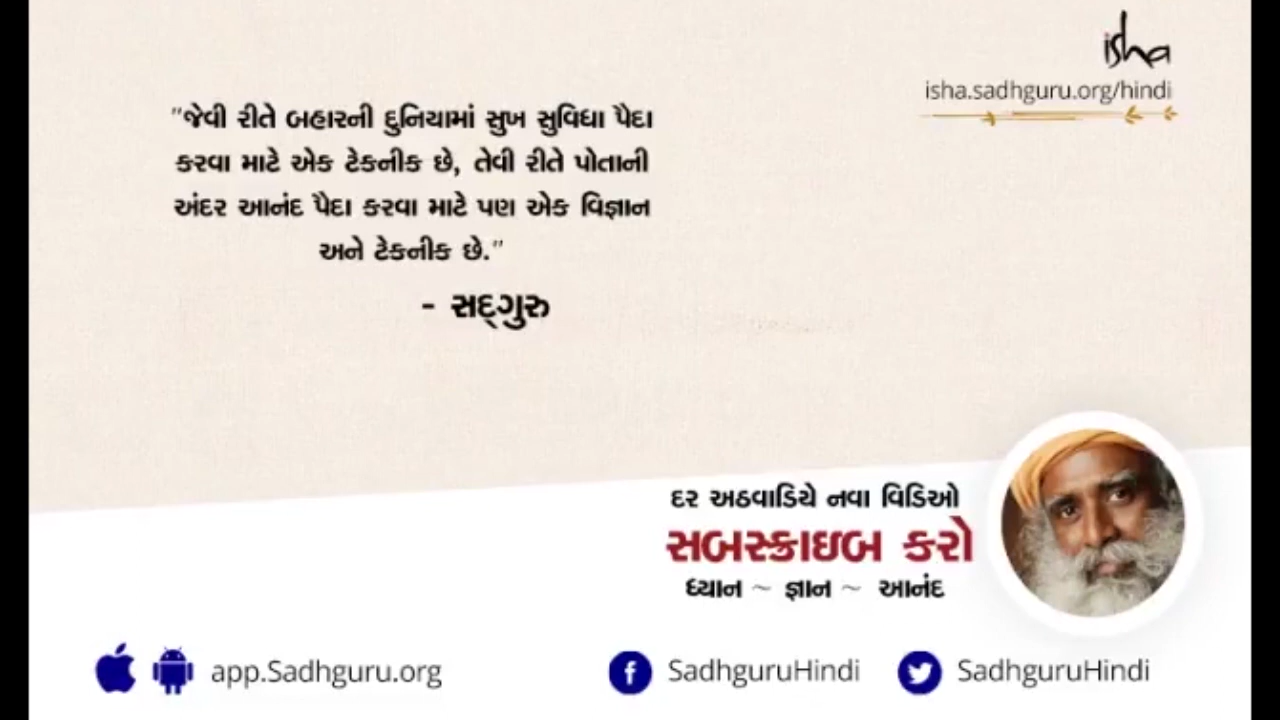 isha
isha.sadhguru.org/hindi
"જેવી રીતે બહારની દુનિયામાં સુખ સુવિધા પૈદા
કરવા માટે એક ટેકનીક છે, તેવી રીતે પોતાની
અંદર આનંદ પૈદા કરવા માટે પણ એક વિજ્ઞાન
અને ટેકનીક છે."
- સદ્‌ગુરુ
દર અઠવાડિયે નવા વિડિઓ
સબસ્ક્રાઇબ કરો
ધ્યાન ~ જ્ઞાન ~ આનંદ
app.Sadhguru.org
SadhguruHindi
SadhguruHindi